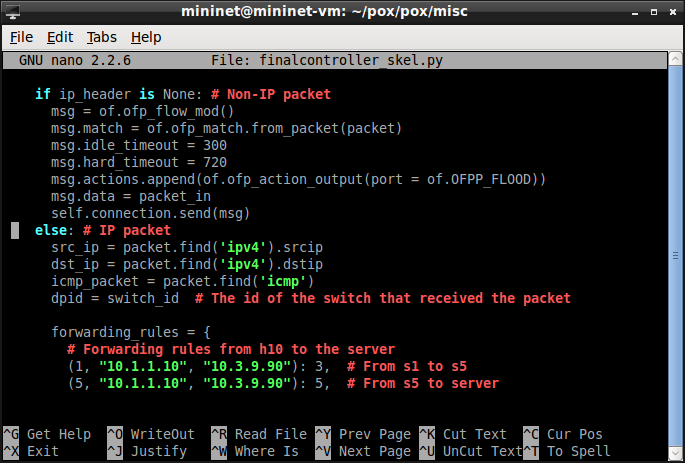 mininet@mininet-vm: ~/pox/pox/misc
File Edit Tabs Help
GNU nano 2.2.6 File: finalcontroller_skel.py
if ip_header is None: # Non-IP packet
msg = of.ofp_flow_mod()
msg.match = of.ofp_match.from_packet(packet)
msg.idle_timeout = 300
msg.hard_timeout = 720
msg.actions.append(of.ofp_action_output(port = of.OFPP_FLOOD))
msg.data = packet_in
self.connection.send(msg)
else: # IP packet
src_ip = packet.find('ipv4').srcip
dst_ip = packet.find('ipv4').dstip
icmp_packet = packet.find('icmp')
dpid = switch_id # The id of the switch that received the packet
forwarding_rules = {
# Forwarding rules from h10 to the server
(1, "10.1.1.10", "10.3.9.90"): 3, # From s1 to s5
(5, "10.1.1.10", "10.3.9.90"): 5, # From s5 to server
^G Get Help ^O WriteOut ^R Read File ^Y Prev Page ^K Cut Text ^C Cur Pos
^X Exit ^J Justify ^W Where Is ^V Next Page ^U UnCut Text ^T To Spell